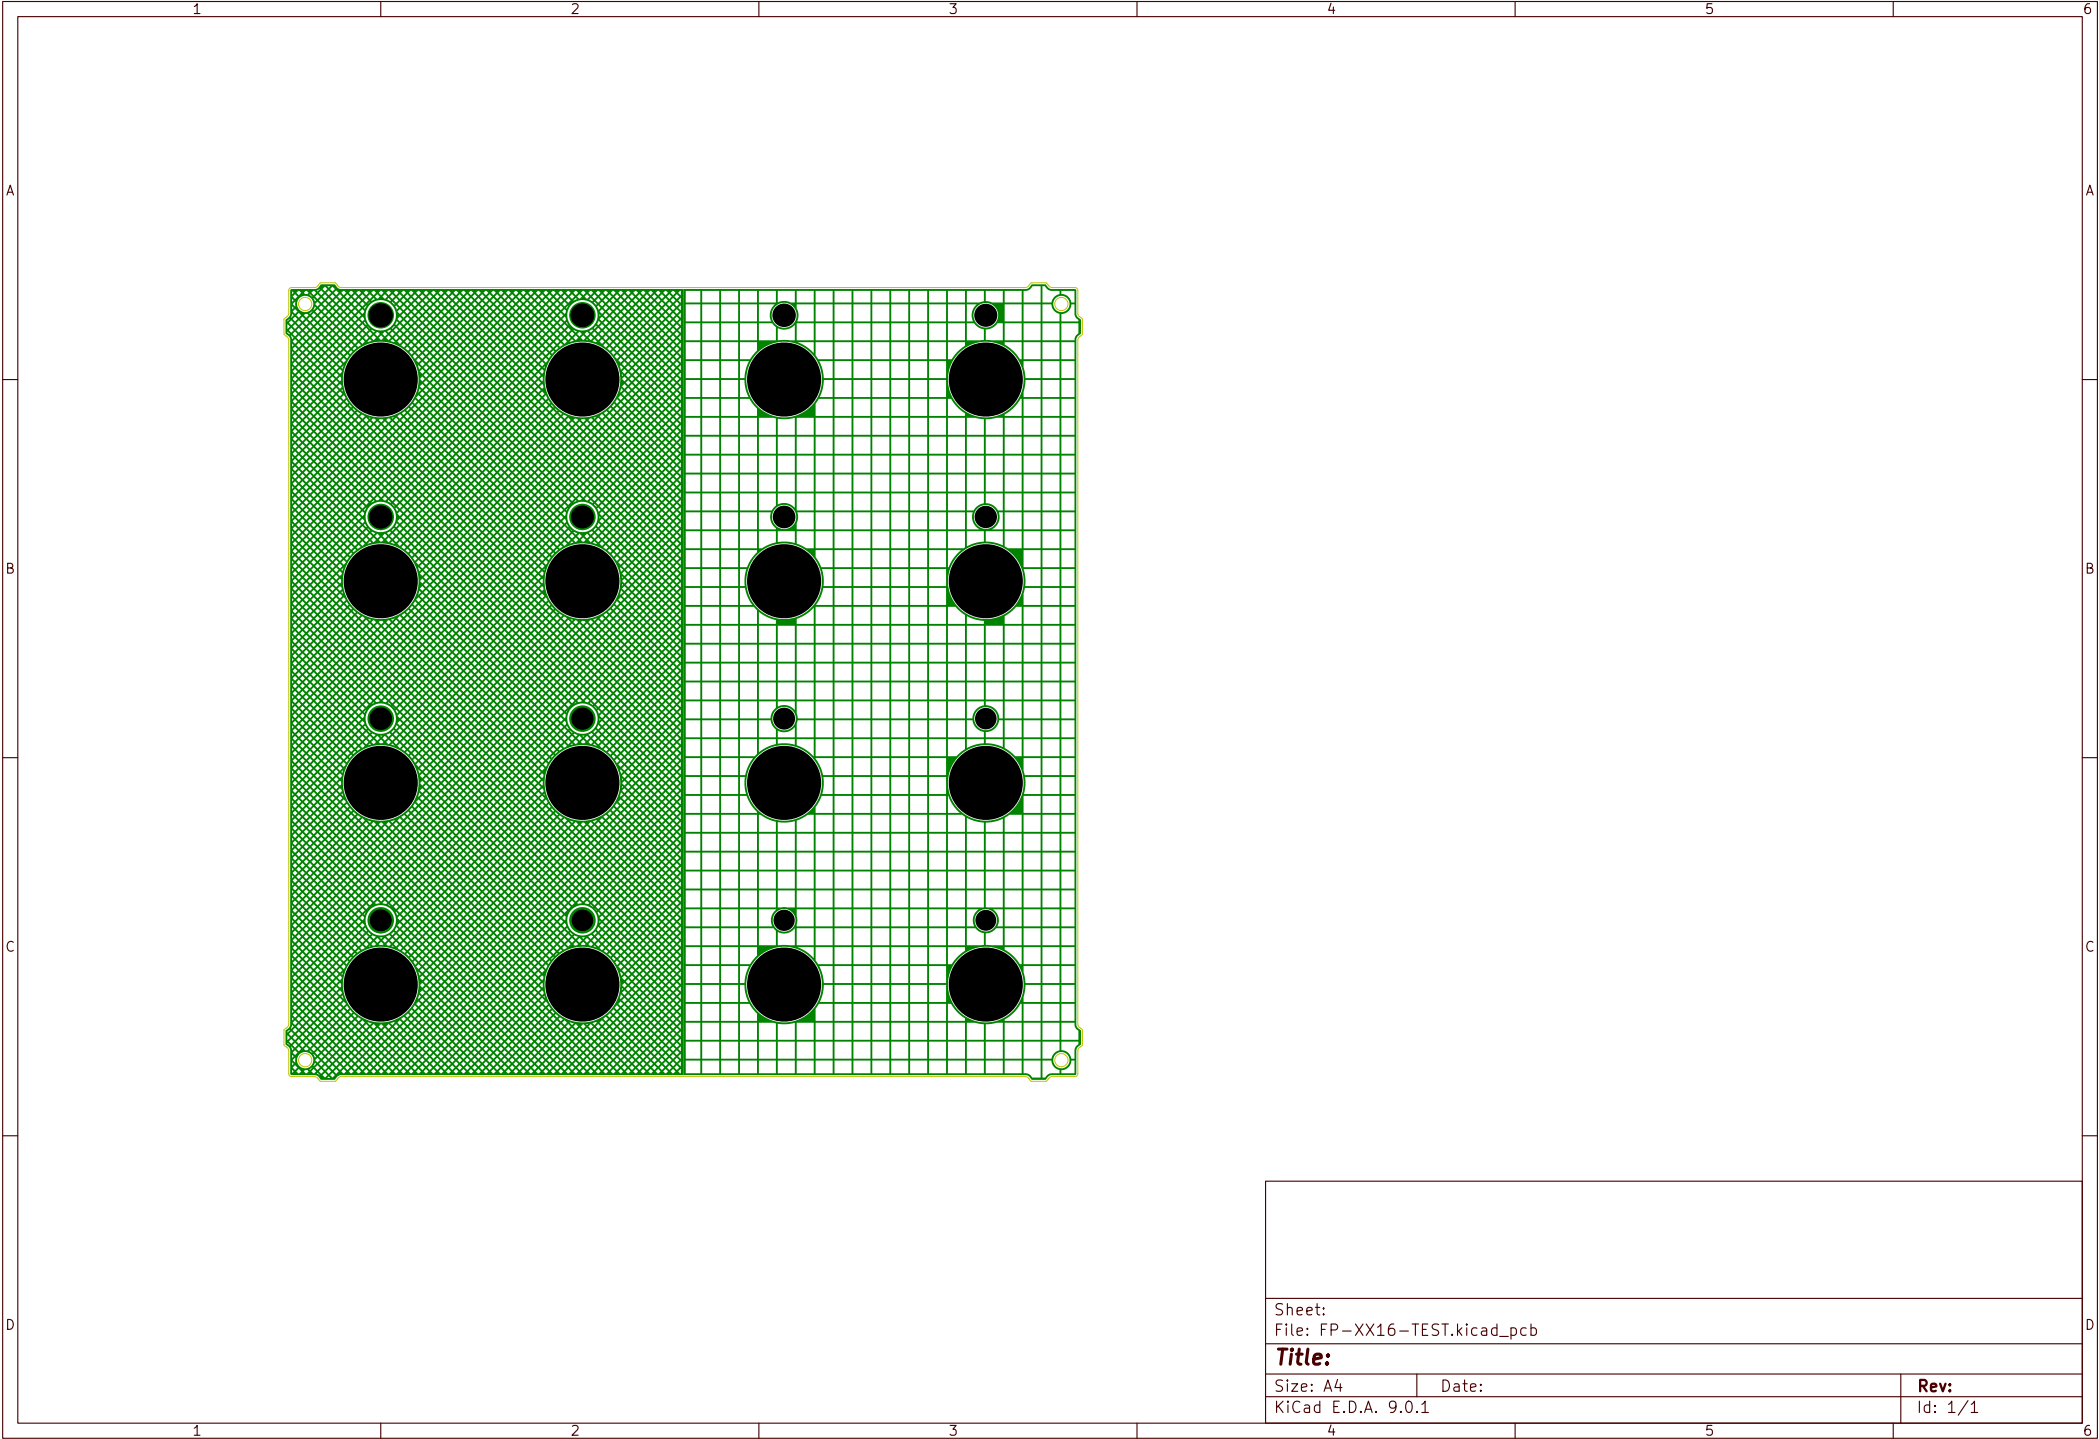 1 2 3 4 5 6
A A
B B
C C
Sheet:
D File: FP-XX16-TEST.kicad_pcb D
Title:
Size: A4 Date: Rev:
KiCad E.D.A. 9.0.1 Id: 1/1
1 2 3 4 5 6